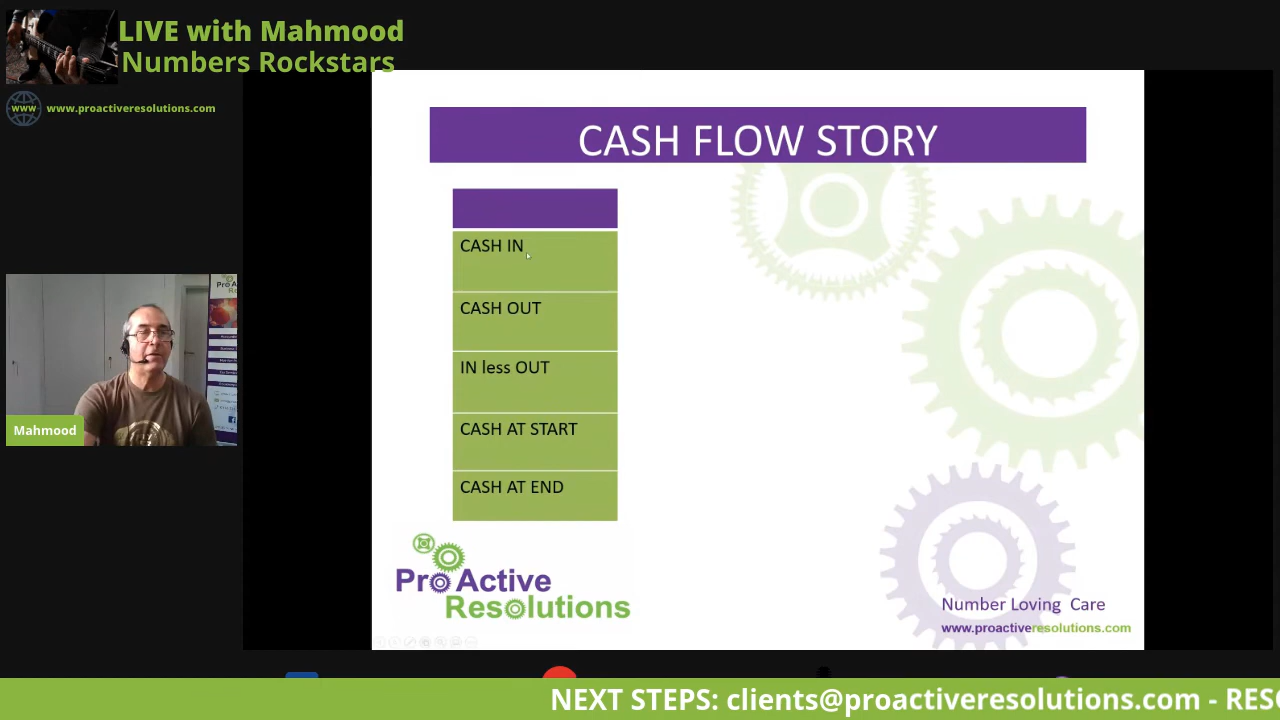 LIVE with Mahmood
Numbers Rockstars
www
www.proactiveresolutions.com
CASH FLOW STORY
CASH IN
CASH OUT
IN less OUT
CASH AT START
CASH AT END
Mahmood
ProActive
Resolutions
Number Loving Care
www.proactiveresolutions.com
NEXT STEPS: clients@proactiveresolutions.com - RES